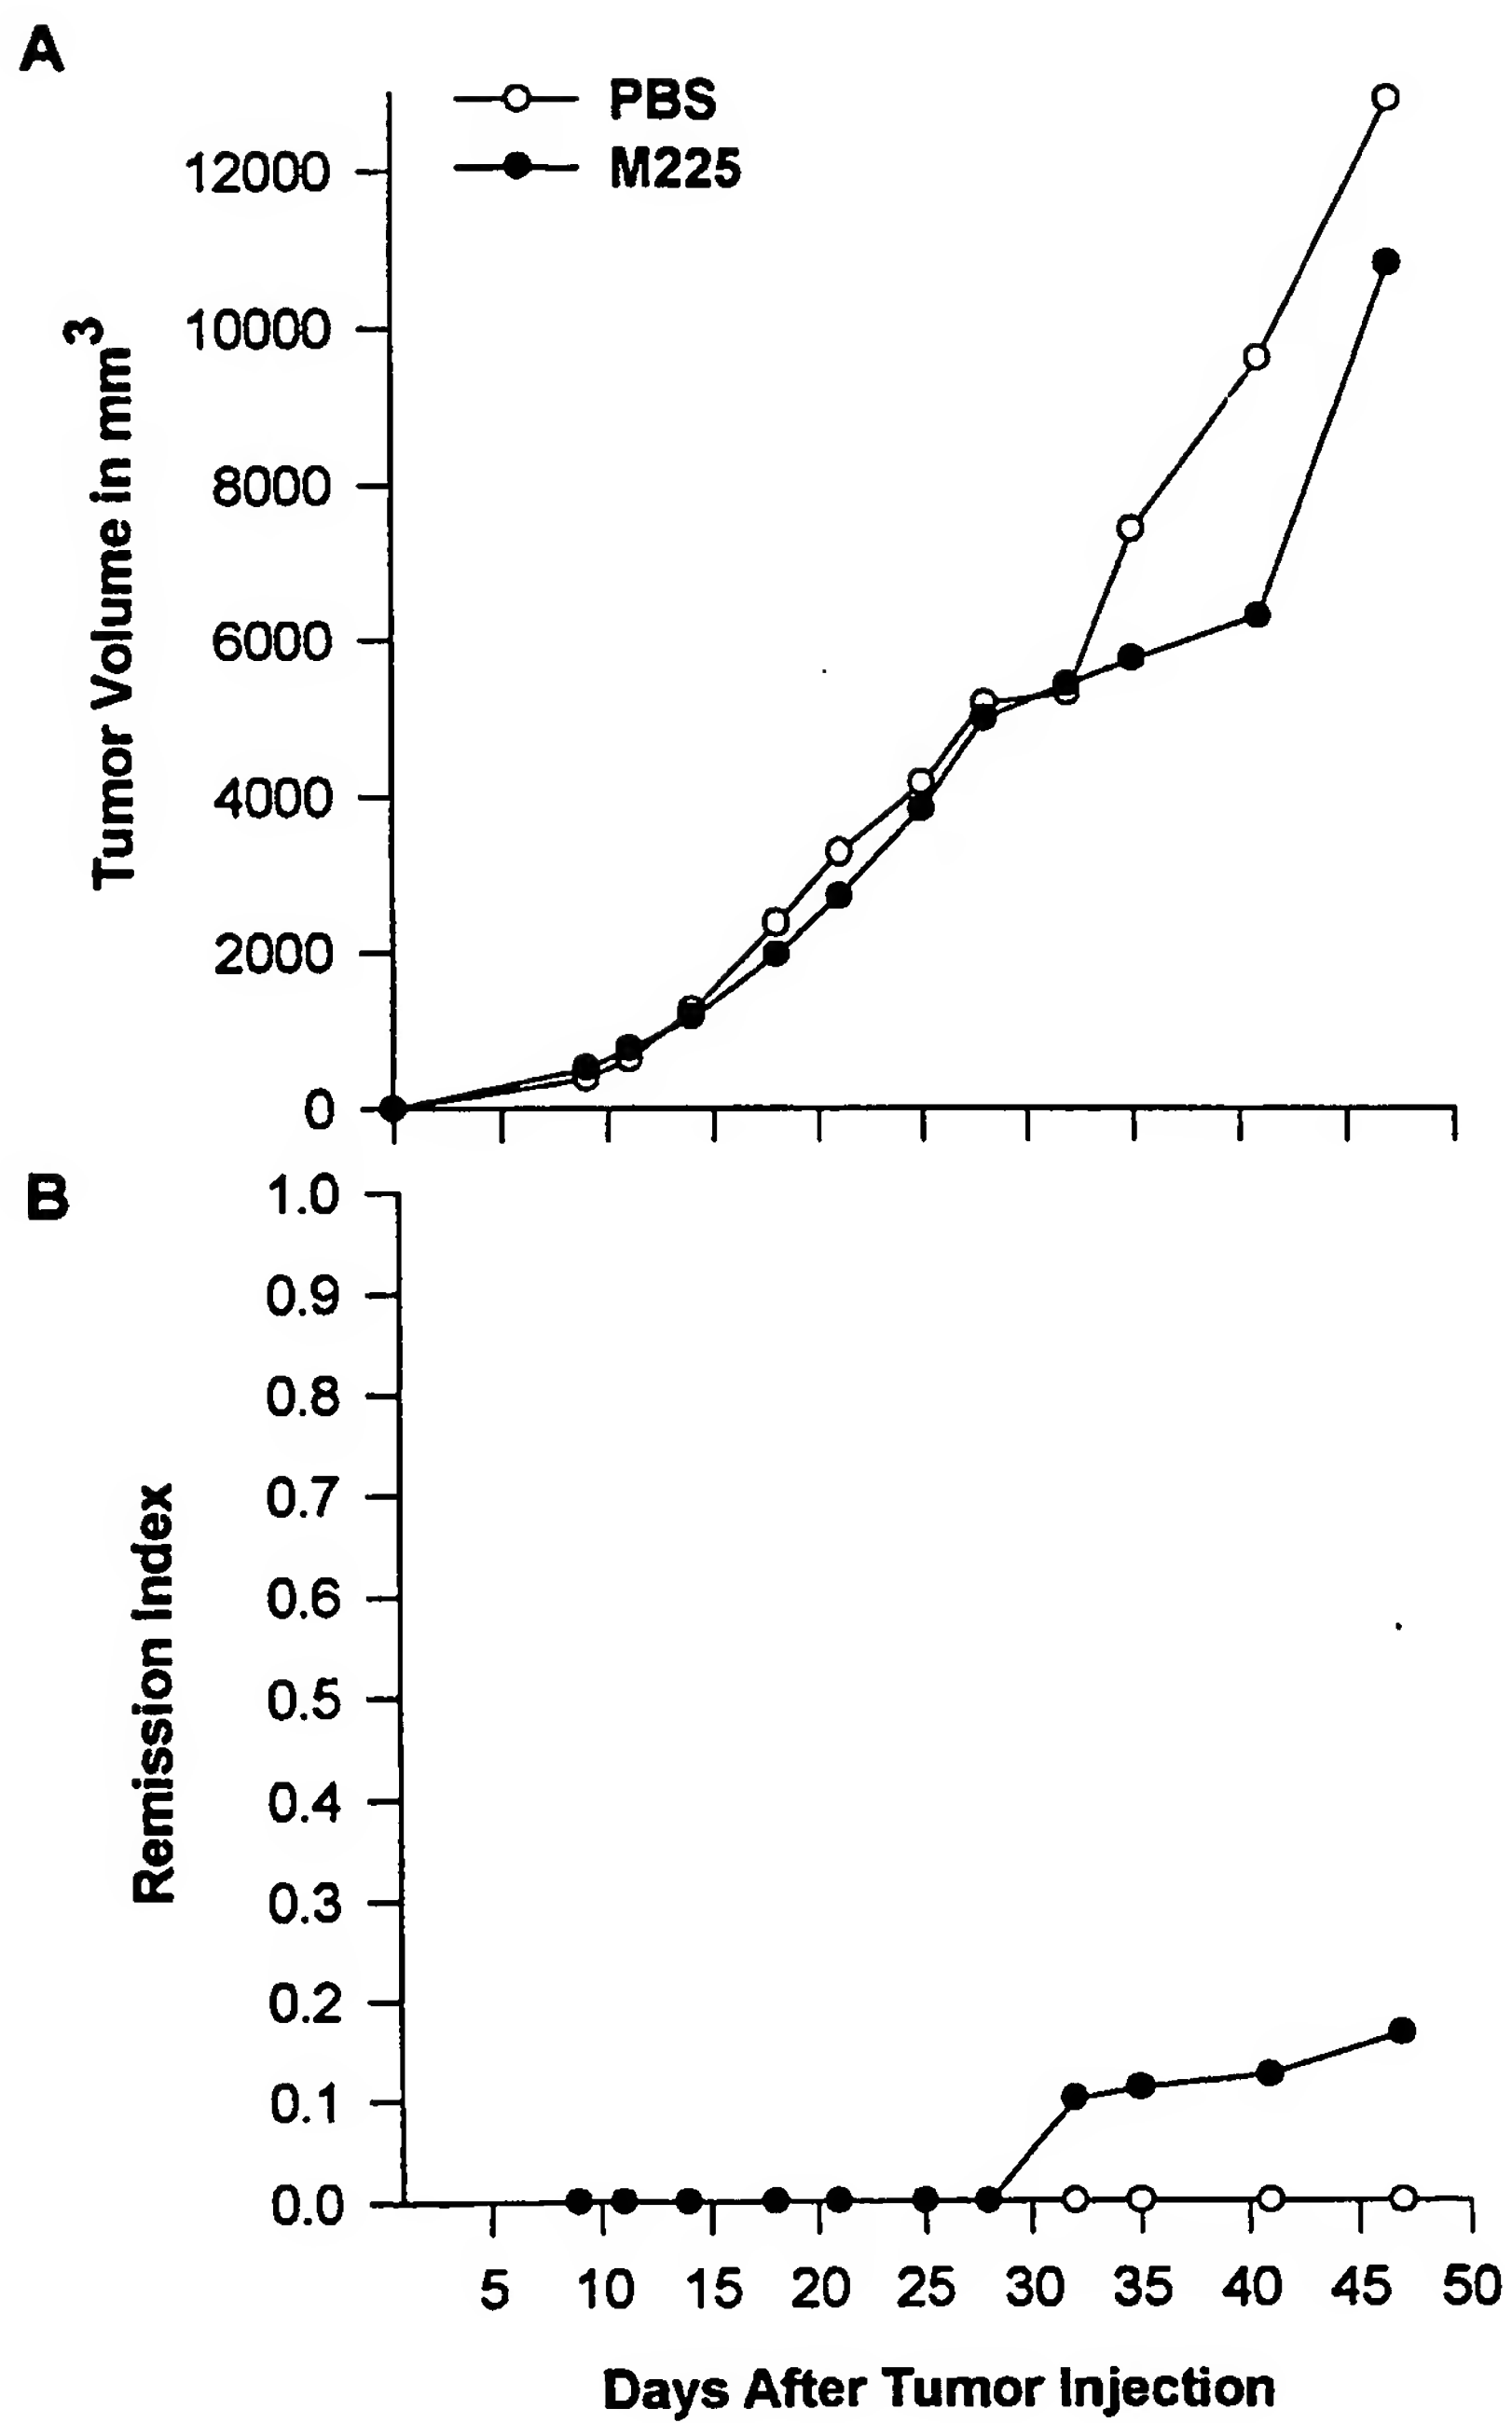 A
PBS
M225
12000
10000
8000
6000
4000
2000
0
Tumor Volume in mm3
B
1.0
0.9
0.8
0.7
0.6
0.5
0.4
0.3
0.2
0.1
0.0
Remission Index
5 10 15 20 25 30 35 40 45 50
Days After Tumor Injection